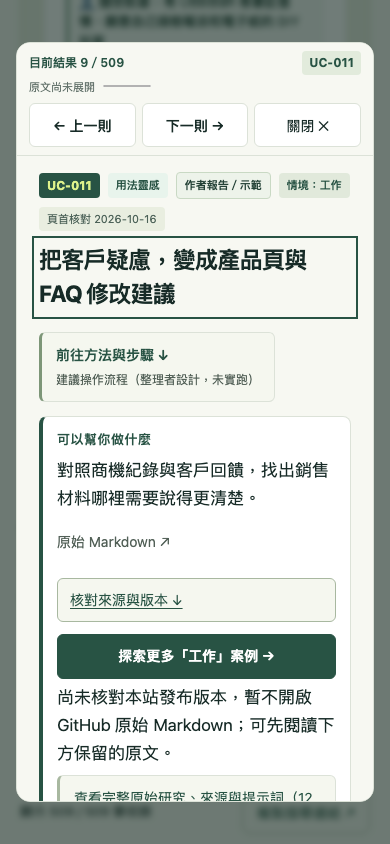 目前結果 9 / 509
UC-011
原文尚未展開
← 上一則
下一則 →
關閉 ×
UC-011
用法靈感
作者報告 / 示範
情境：工作
頁首核對 2026-10-16
把客戶疑慮，變成產品頁與
FAQ 修改建議
前往方法與步驟 ↓
建議操作流程（整理者設計，未實跑）
可以幫你做什麼
對照商機紀錄與客戶回饋，找出銷售
材料哪裡需要說得更清楚。
原始 Markdown ↗
核對來源與版本 ↓
探索更多「工作」案例 →
尚未核對本站發布版本，暫不開啟
GitHub 原始 Markdown；可先閱讀下
方保留的原文。
查看完整原始研究、來源與提示詞（12